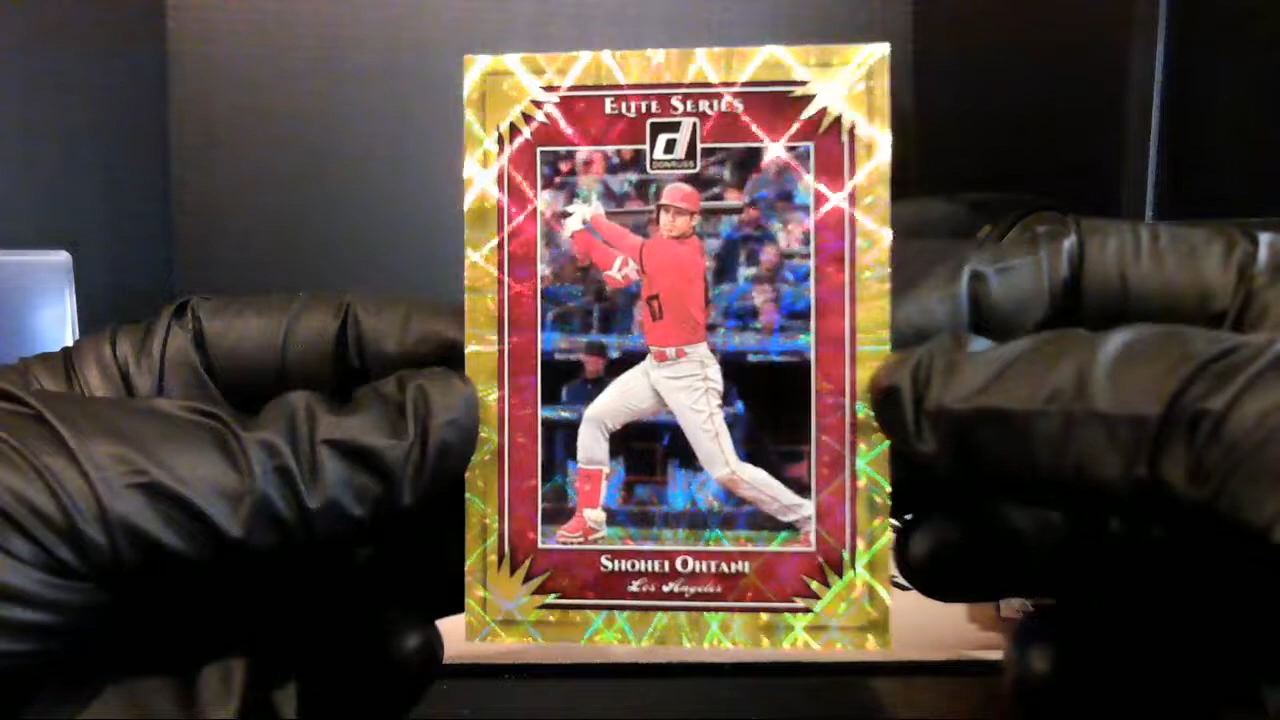 ELITE SERIES
d
DONRUSS
SHOHEI OHTANI
Los Angeles